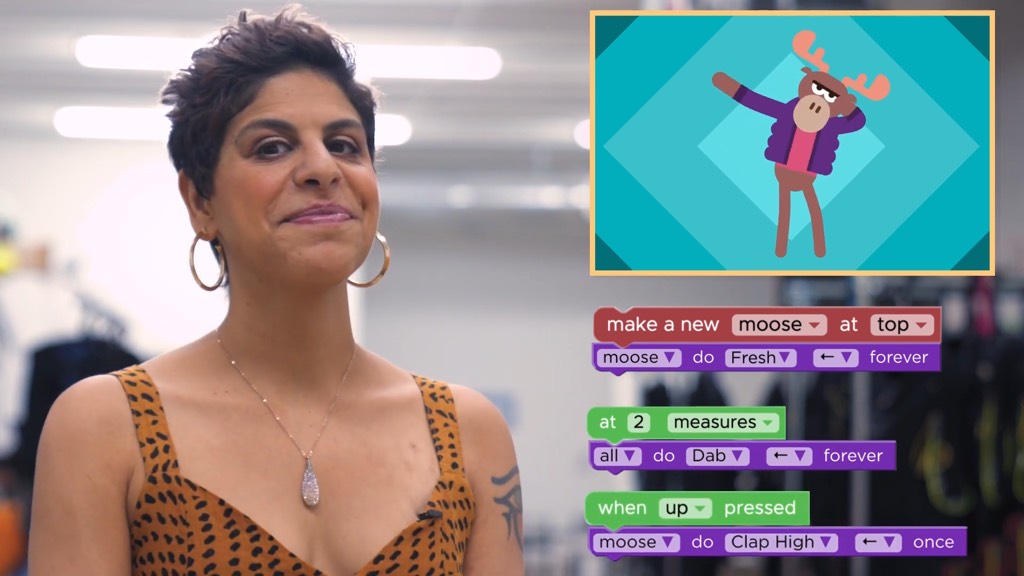 make a new moose at top
moose do Fresh ← forever
at 2 measures
all do Dab ← forever
when up pressed
moose do Clap High ← once